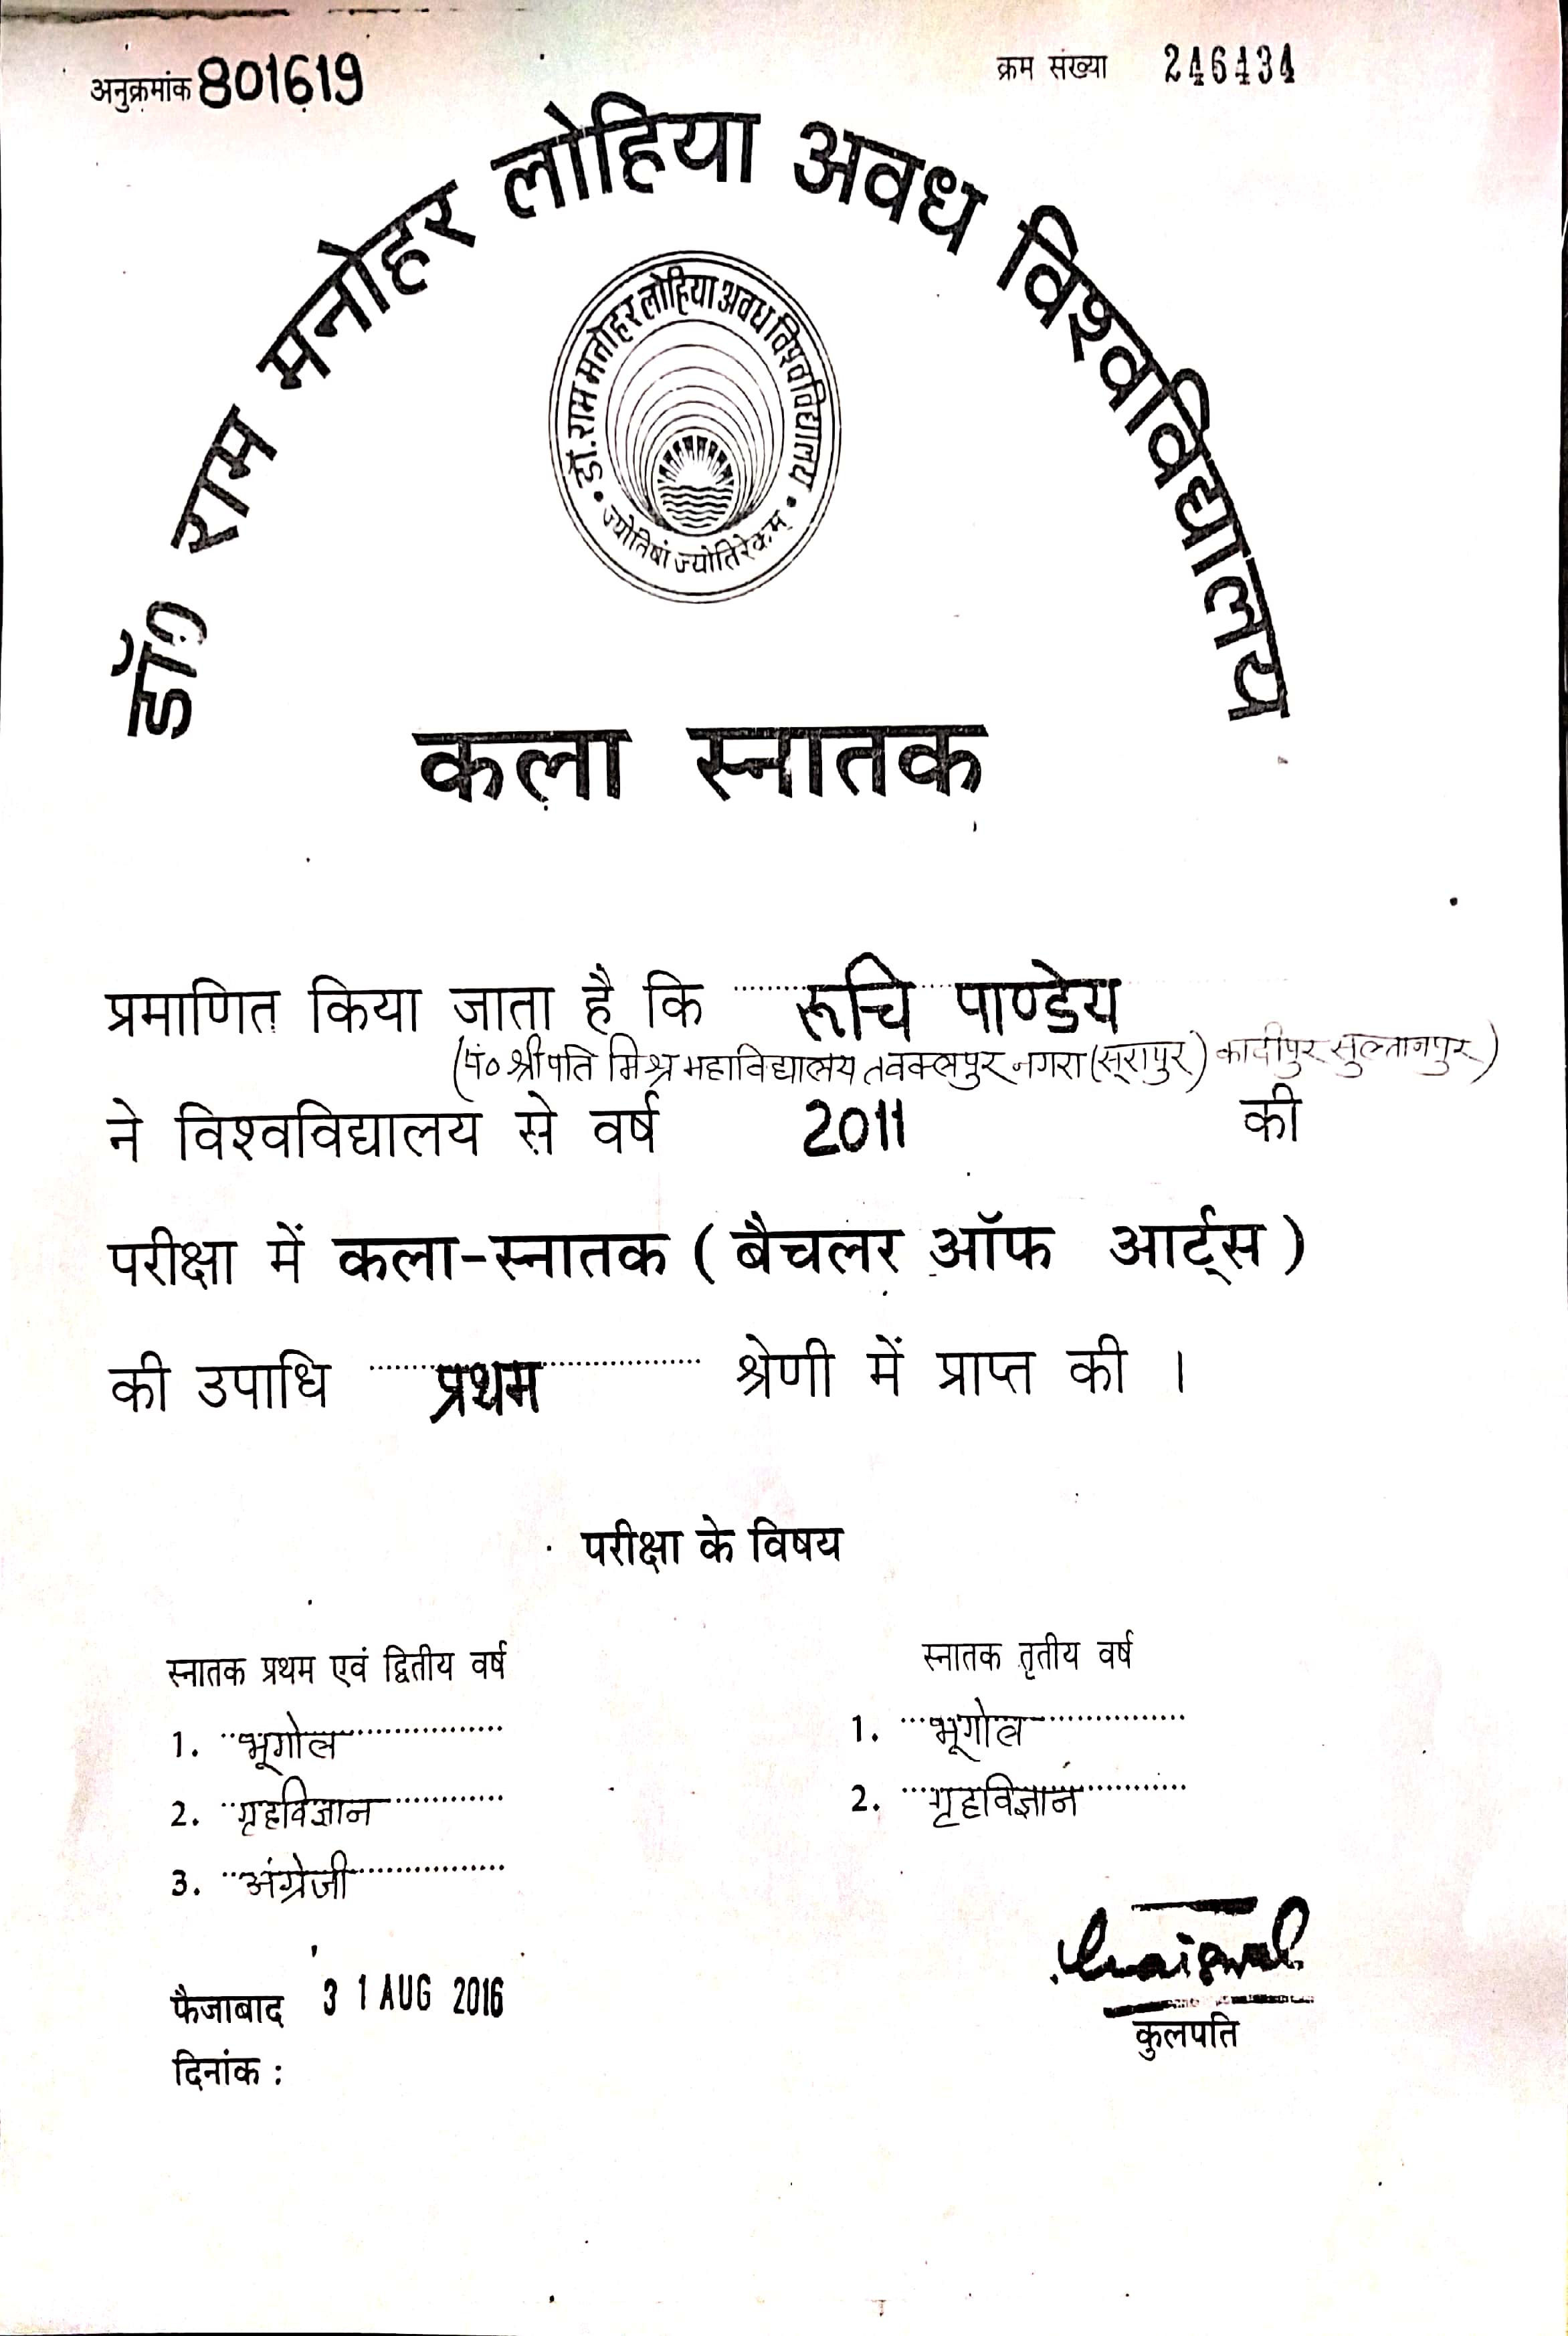 अनुक्रमांक 801619
क्रम संख्या 246434
डॉ० राम मनोहर लोहिया अवध विश्वविद्यालय
डॉ. राम मनोहर लोहिया अवध विश्वविद्यालय
• ज्योतिषां ज्योतिरेकम् •
कला स्नातक
प्रमाणित किया जाता है कि रूचि पाण्डेय
(पं० श्रीपति मिश्र महाविद्यालय तवक्लपुर नगरा (सूरापुर) कादीपुर सुल्तानपुर)
ने विश्वविद्यालय से वर्ष 2011 की
परीक्षा में कला-स्नातक ( बैचलर ऑफ आर्ट्स )
की उपाधि प्रथम श्रेणी में प्राप्त की ।
परीक्षा के विषय
स्नातक प्रथम एवं द्वितीय वर्ष
1. भूगोल
2. गृहविज्ञान
3. अंग्रेजी
स्नातक तृतीय वर्ष
1. भूगोल
2. गृहविज्ञान
फैजाबाद 31 AUG 2016
दिनांक :
कुलपति